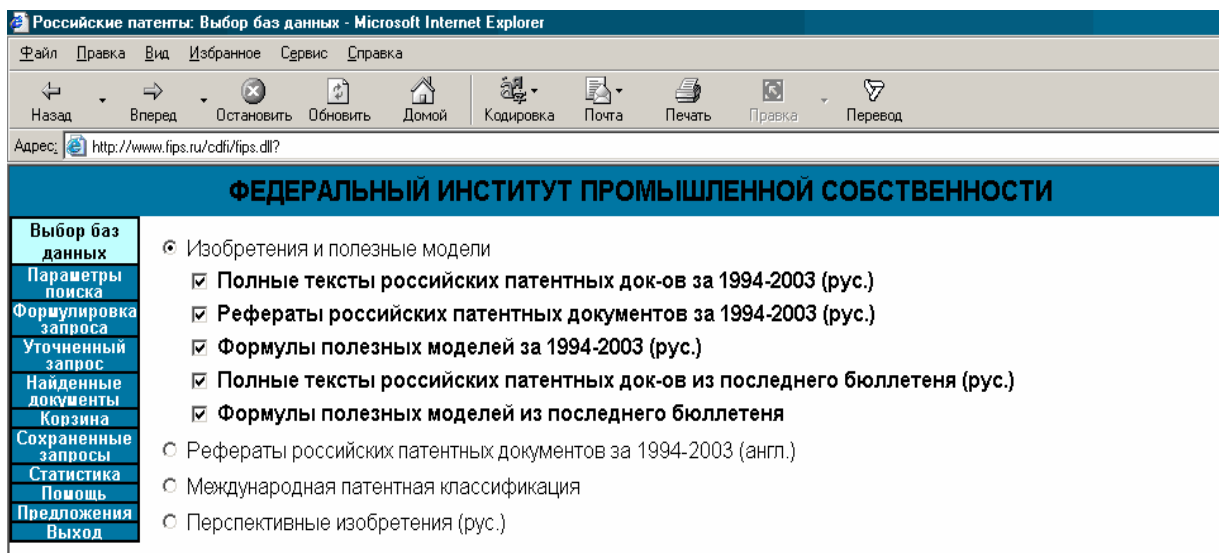 Российские патенты: Выбор баз данных - Microsoft Internet Explorer
Файл Правка Вид Избранное Сервис Справка
Назад Вперед Остановить Обновить Домой Кодировка Почта Печать Правка Перевод
Адрес: http://www.fips.ru/cdfi/fips.dll?
ФЕДЕРАЛЬНЫЙ ИНСТИТУТ ПРОМЫШЛЕННОЙ СОБСТВЕННОСТИ
Выбор баз
данных
Параметры
поиска
Формулировка
запроса
Уточненный
запрос
Найденные
документы
Корзина
Сохраненные
запросы
Статистика
Помощь
Предложения
Выход
Изобретения и полезные модели
Полные тексты российских патентных док-ов за 1994-2003 (рус.)
Рефераты российских патентных документов за 1994-2003 (рус.)
Формулы полезных моделей за 1994-2003 (рус.)
Полные тексты российских патентных док-ов из последнего бюллетеня (рус.)
Формулы полезных моделей из последнего бюллетеня
Рефераты российских патентных документов за 1994-2003 (англ.)
Международная патентная классификация
Перспективные изобретения (рус.)